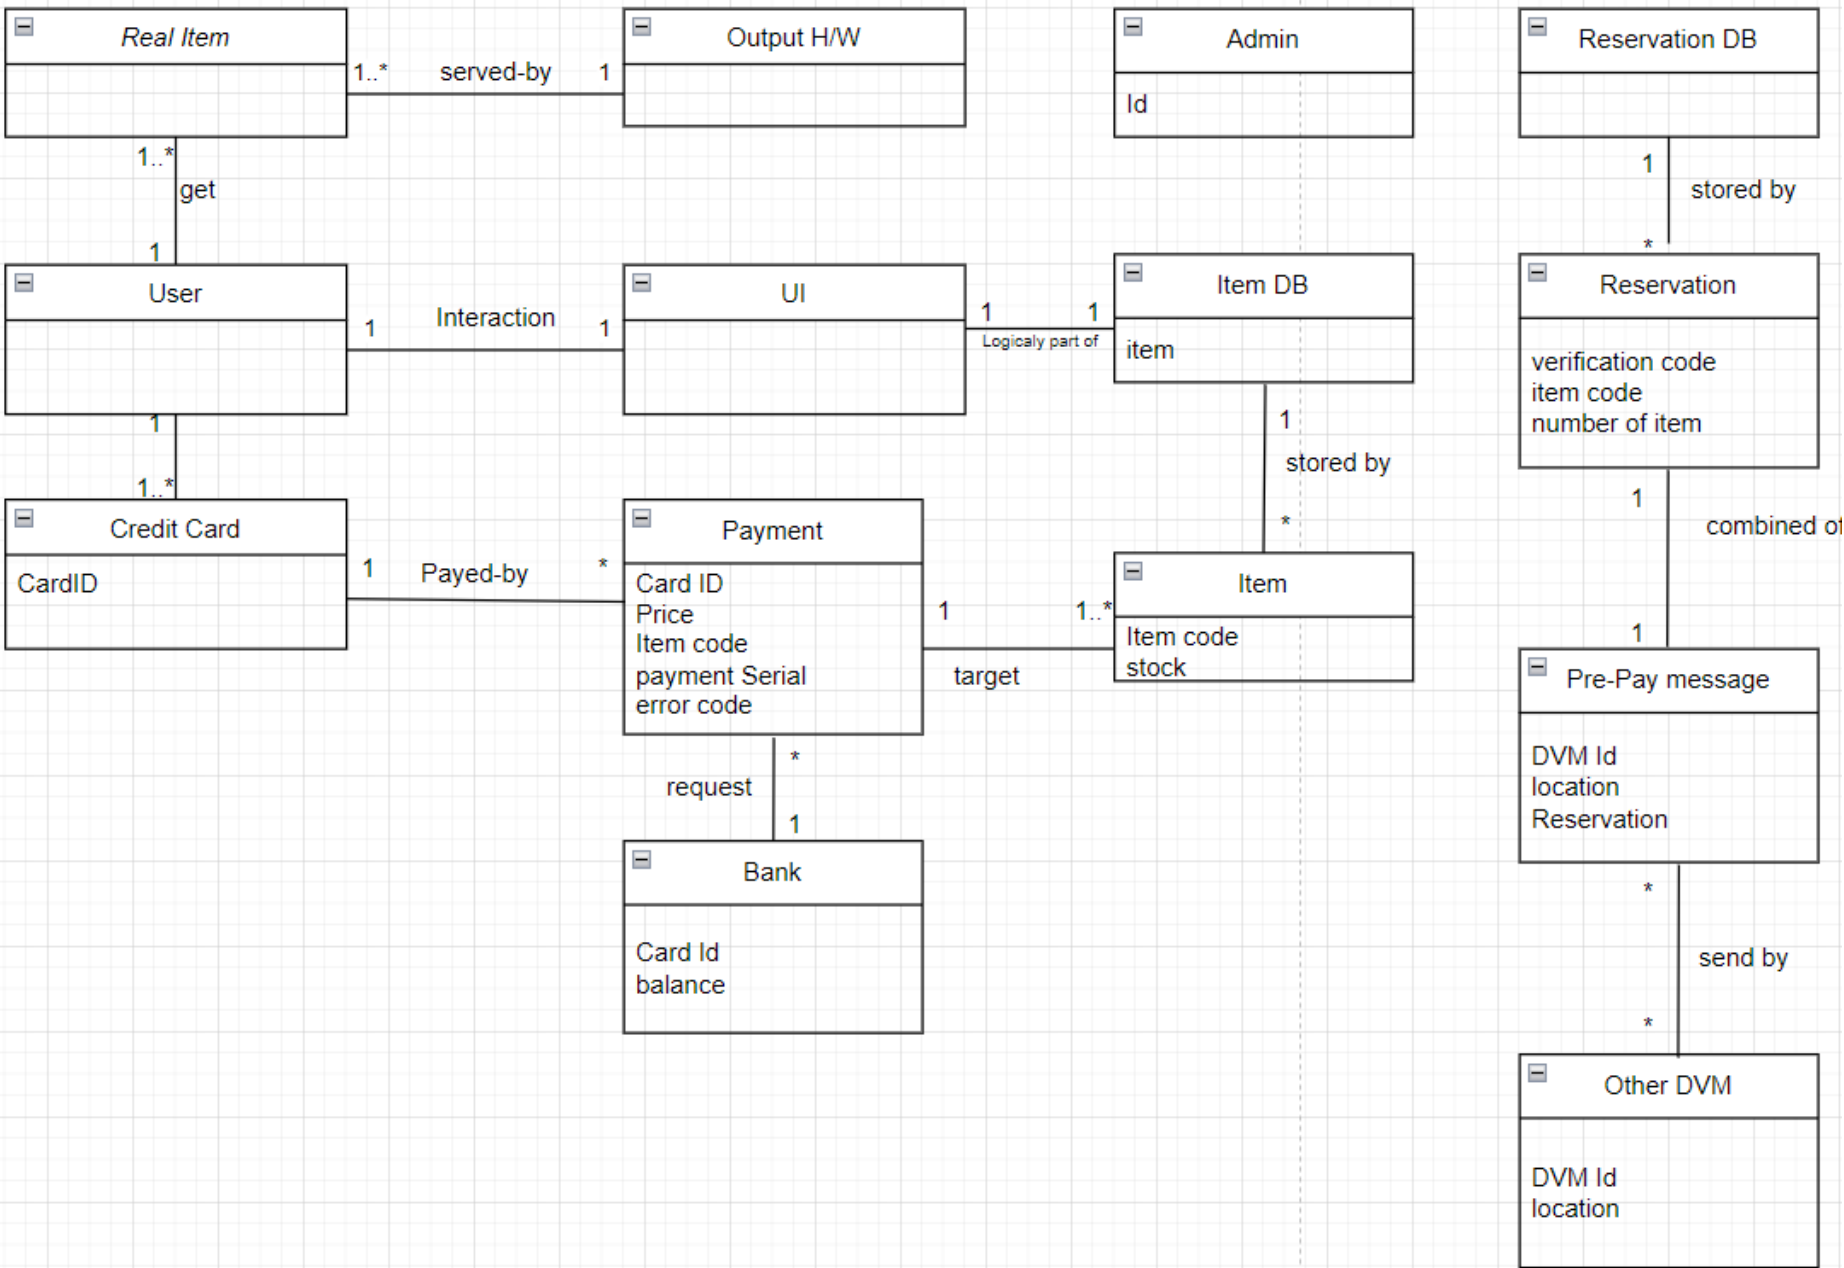 Real Item
Output H/W
Admin
Id
Reservation DB
1..*
served-by
1
1..*
get
1
1
stored by
*
User
1
Interaction
1
UI
1
1
Logicaly part of
Item DB
item
Reservation
verification code
item code
number of item
1
1..*
1
stored by
*
1
combined of
1
Credit Card
CardID
1
Payed-by
*
Payment
Card ID
Price
Item code
payment Serial
error code
1
1..*
target
Item
Item code
stock
Pre-Pay message
DVM Id
location
Reservation
*
request
1
Bank
Card Id
balance
*
send by
*
Other DVM
DVM Id
location